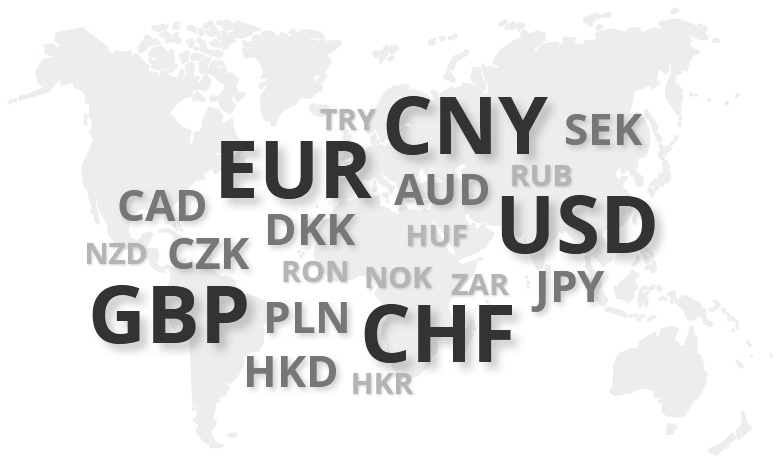 TRY
CNY
SEK
EUR
AUD
RUB
CAD
DKK
HUF
USD
NZD
CZK
RON
NOK
ZAR
JPY
GBP
PLN
CHF
HKD
HKR